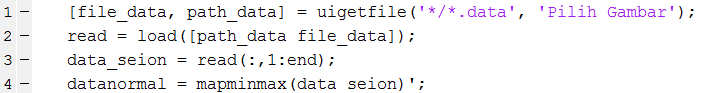 1 - [file_data, path_data] = uigetfile('*/*.data', 'Pilih Gambar');
2 - read = load([path_data file_data]);
3 - data_seion = read(:,1:end);
4 - datanormal = mapminmax(data seion)';